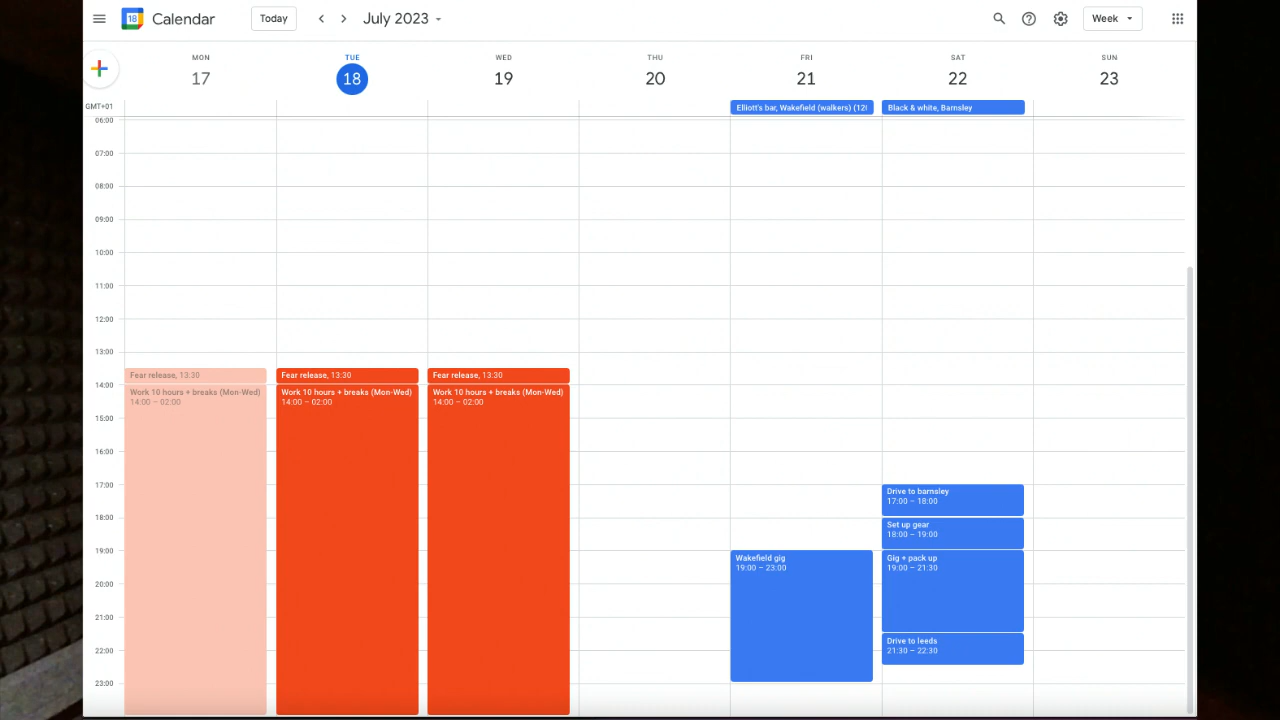 18 Calendar Today July 2023 Week
MON TUE WED THU FRI SAT SUN
17 18 19 20 21 22 23
GMT+01 Elliott's bar, Wakefield (walkers) (12 Black & white, Barnsley
06:00
07:00
08:00
09:00
10:00
11:00
12:00
13:00
Fear release, 13:30 Fear release, 13:30 Fear release, 13:30
14:00
Work 10 hours + breaks (Mon-Wed) Work 10 hours + breaks (Mon-Wed) Work 10 hours + breaks (Mon-Wed)
14:00 – 02:00 14:00 – 02:00 14:00 – 02:00
15:00
16:00
17:00
Drive to barnsley
17:00 – 18:00
18:00
Set up gear
18:00 – 19:00
19:00
Wakefield gig Gig + pack up
19:00 – 23:00 19:00 – 21:30
20:00
21:00
Drive to leeds
22:00 21:30 – 22:30
23:00